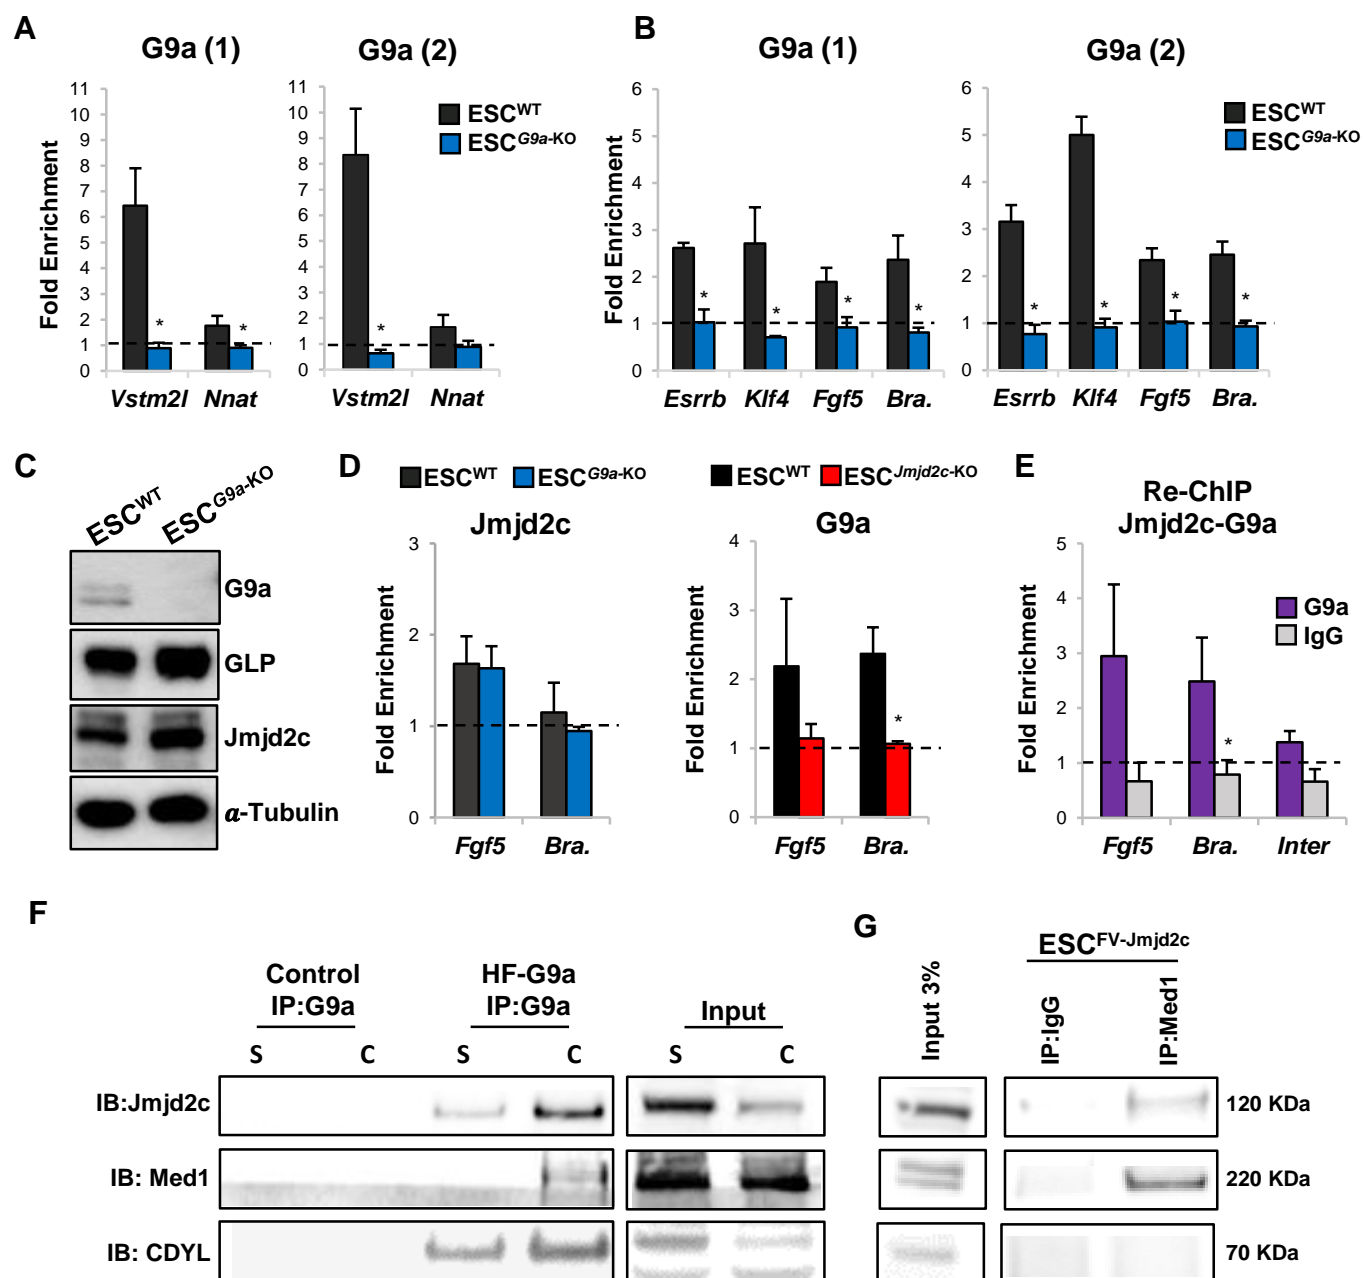 A
G9a (1)
G9a (2)
Fold Enrichment
11
10
9
8
7
6
5
4
3
2
1
0
11
10
9
8
7
6
5
4
3
2
1
0
ESCWT
ESCG9a-KO
*
*
*
Vstm2l Nnat
Vstm2l Nnat
B
G9a (1)
G9a (2)
Fold Enrichment
6
5
4
3
2
1
0
6
5
4
3
2
1
0
ESCWT
ESCG9a-KO
* * * *
* * * *
Esrrb Klf4 Fgf5 Bra.
Esrrb Klf4 Fgf5 Bra.
C
ESCWT ESCG9a-KO
G9a
GLP
Jmjd2c
α-Tubulin
D
ESCWT ESCG9a-KO
Jmjd2c
Fold Enrichment
3
2
1
0
Fgf5 Bra.
ESCWT ESCJmjd2c-KO
G9a
Fold Enrichment
4
3
2
1
0
*
Fgf5 Bra.
E
Re-ChIP
Jmjd2c-G9a
Fold Enrichment
5
4
3
2
1
0
G9a
IgG
*
Fgf5 Bra. Inter
F
Control
IP:G9a
HF-G9a
IP:G9a
Input
S C S C S C
IB:Jmjd2c
IB: Med1
IB: CDYL
G
ESCFV-Jmjd2c
Input 3%
IP:IgG
IP:Med1
120 KDa
220 KDa
70 KDa